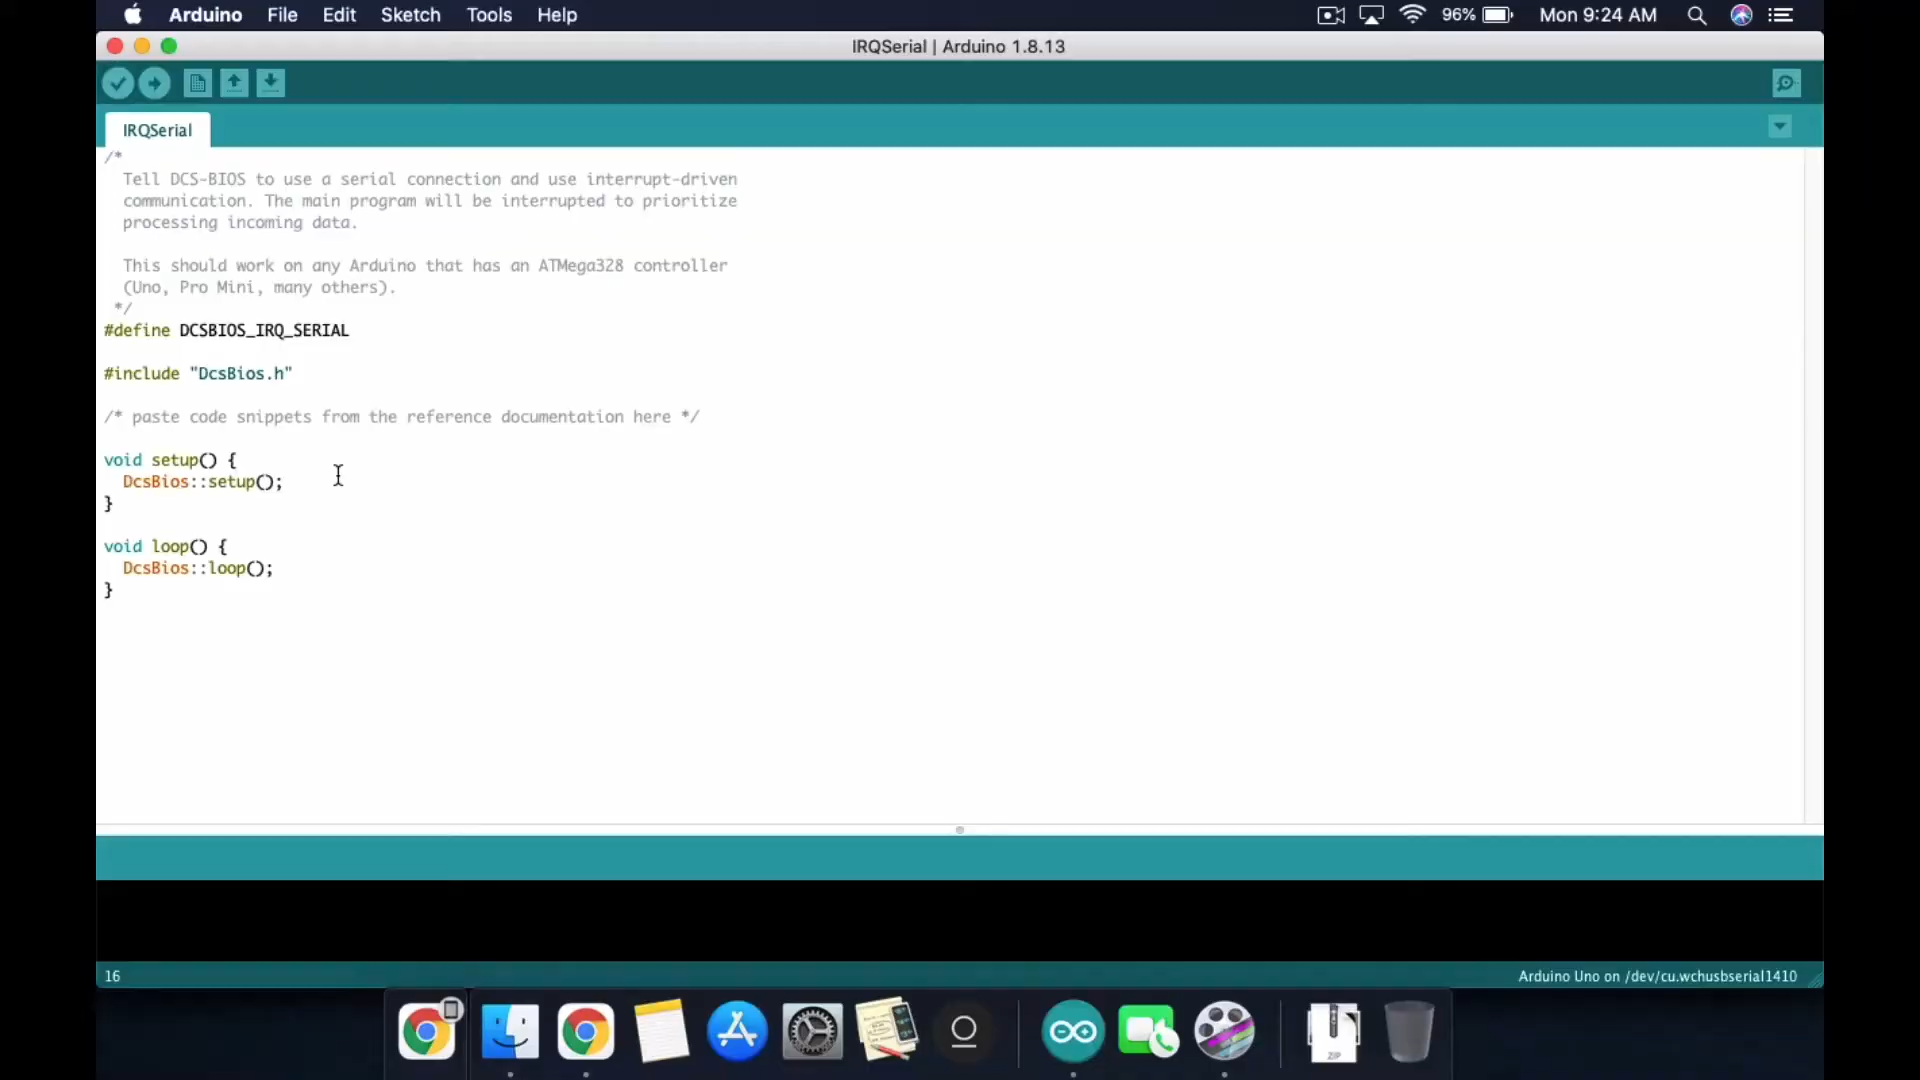 Arduino File Edit Sketch Tools Help 96% Mon 9:24 AM
IRQSerial | Arduino 1.8.13
IRQSerial
/*
Tell DCS-BIOS to use a serial connection and use interrupt-driven
communication. The main program will be interrupted to prioritize
processing incoming data.
This should work on any Arduino that has an ATMega328 controller
(Uno, Pro Mini, many others).
*/
#define DCSBIOS_IRQ_SERIAL
#include "DcsBios.h"
/* paste code snippets from the reference documentation here */
void setup() {
DcsBios::setup();
}
void loop() {
DcsBios::loop();
}
16 Arduino Uno on /dev/cu.wchusbserial1410
ZIP